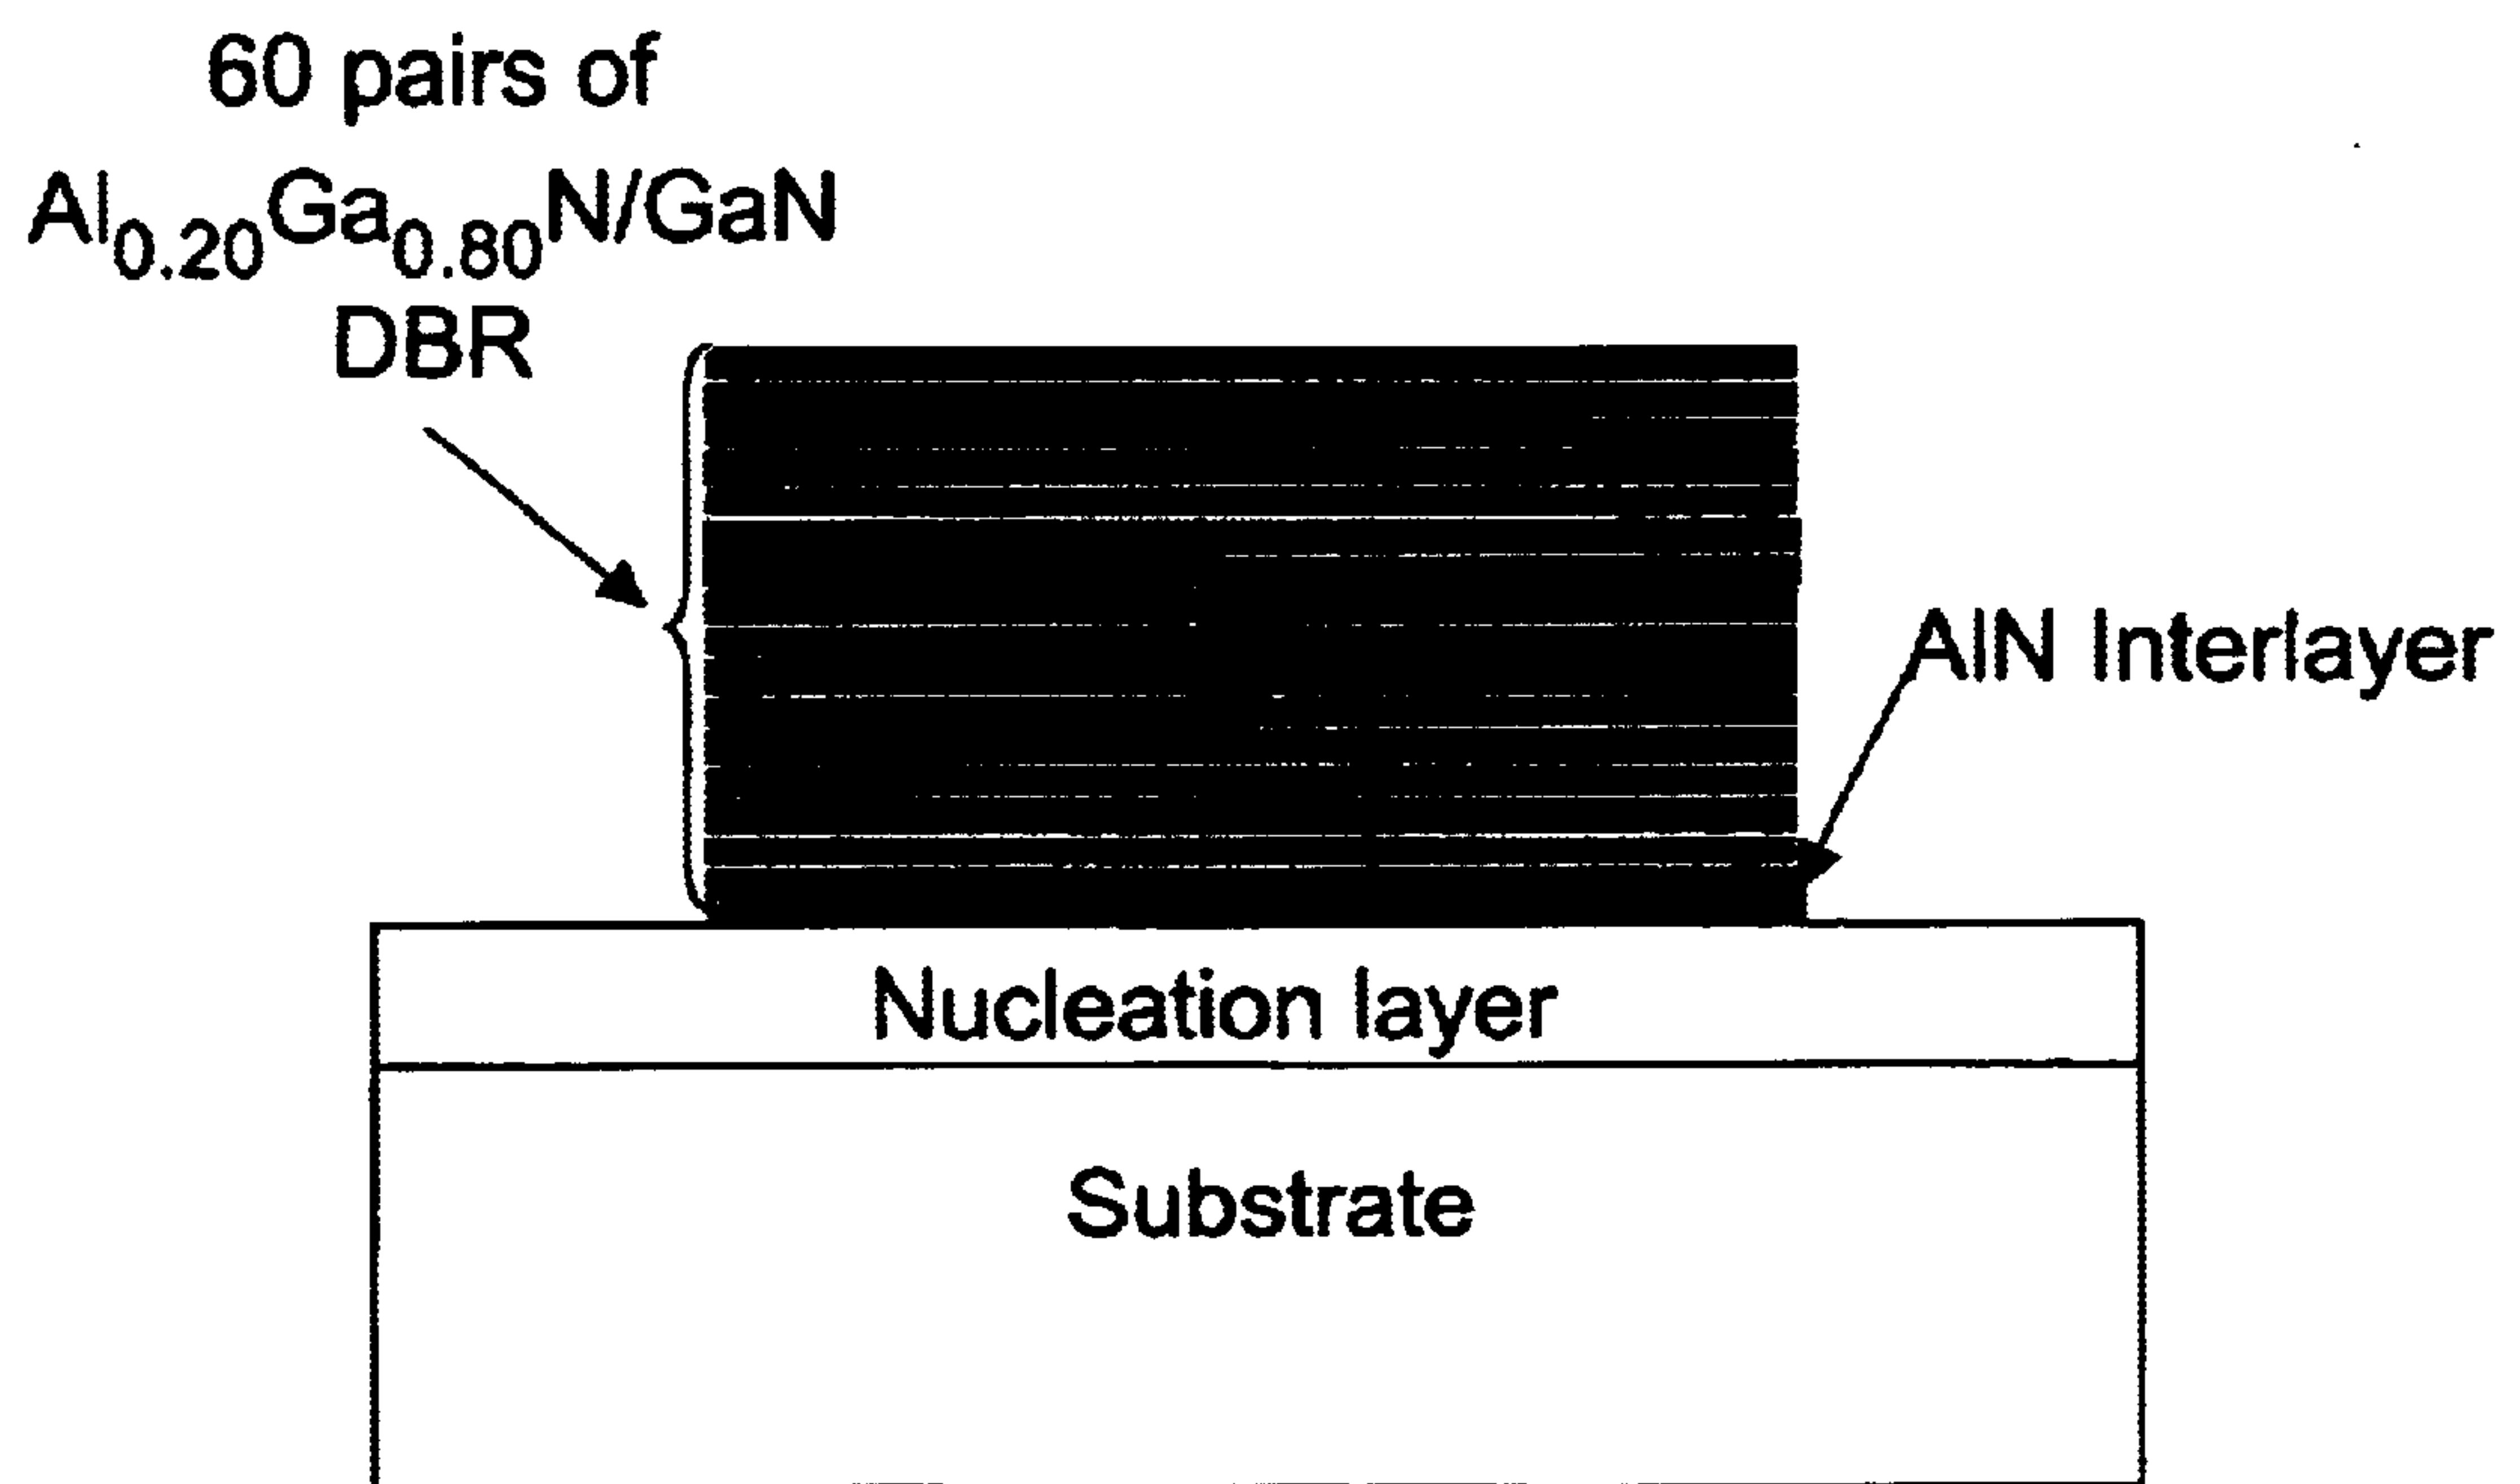 60 pairs of
Al0.20Ga0.80N/GaN
DBR
AlN Interlayer
Nucleation layer
Substrate